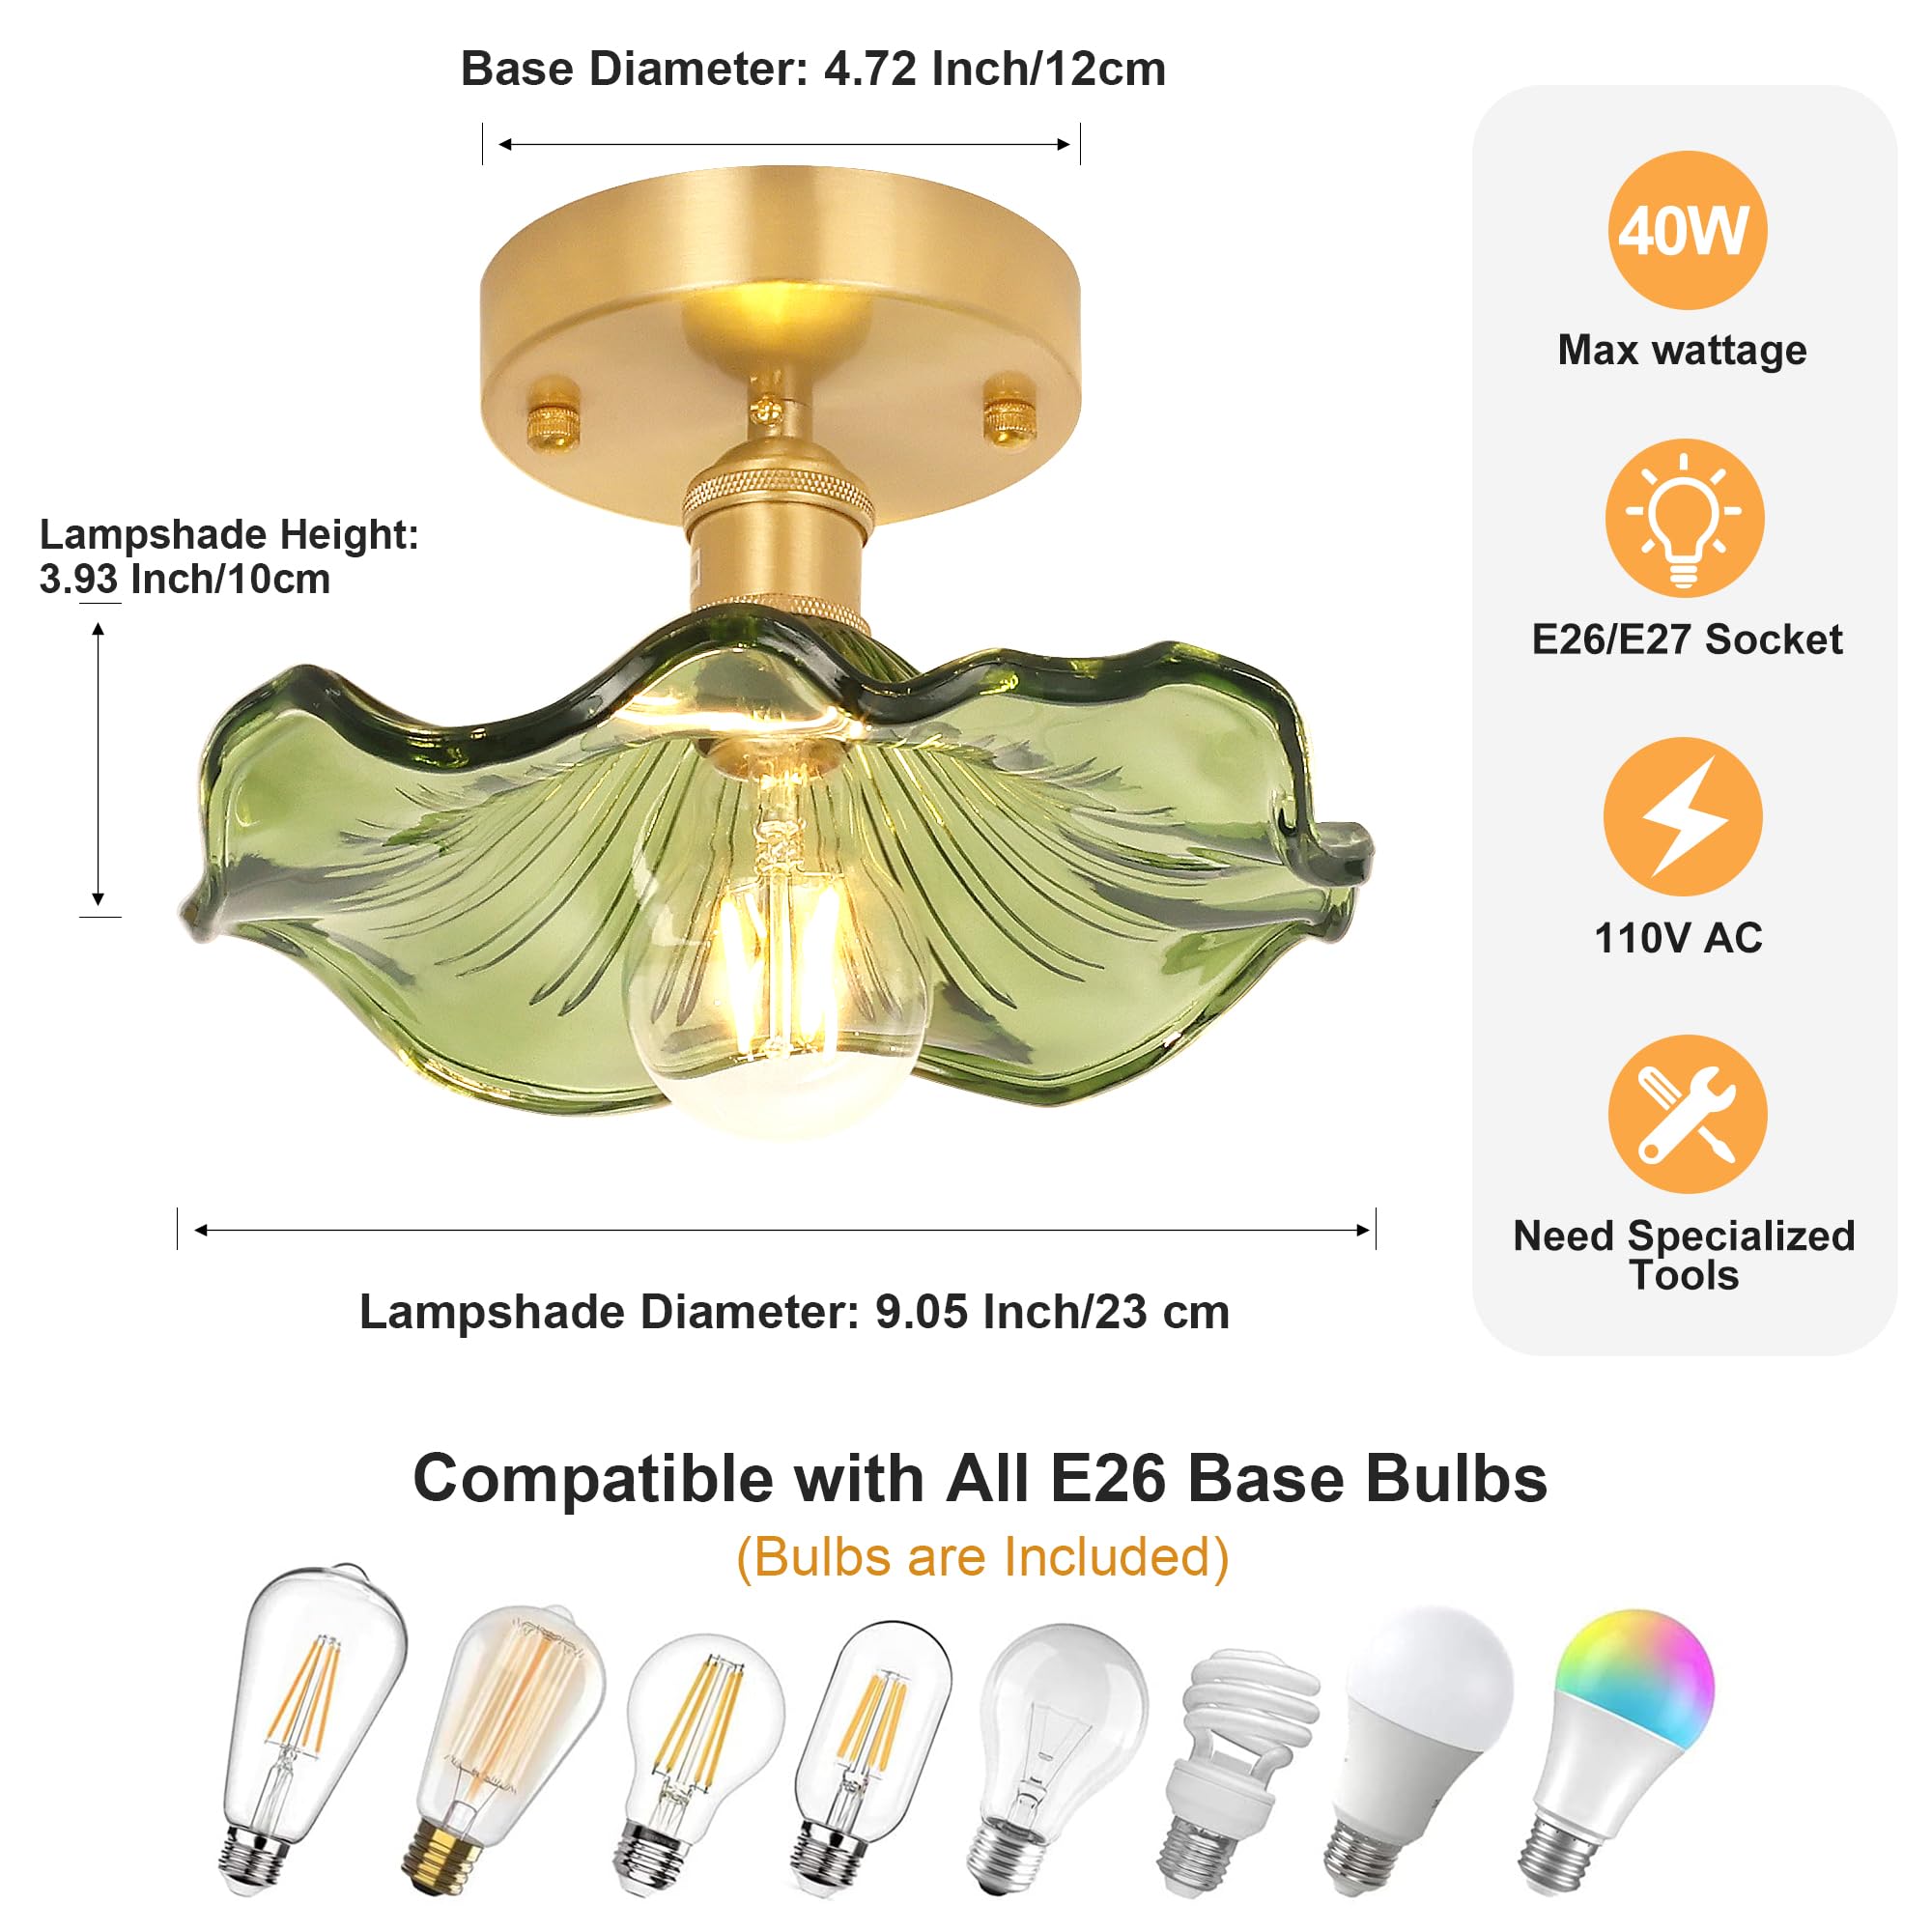 Base Diameter: 4.72 Inch/12cm
Lampshade Height:
3.93 Inch/10cm
Lampshade Diameter: 9.05 Inch/23 cm
40W
Max wattage
E26/E27 Socket
110V AC
Need Specialized
Tools
Compatible with All E26 Base Bulbs
(Bulbs are Included)